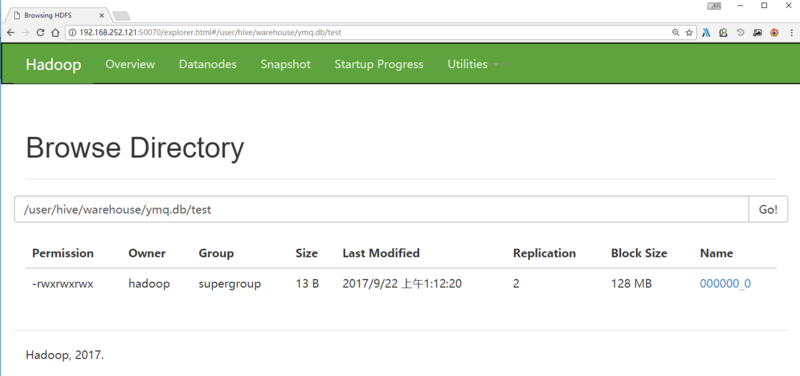 Browsing HDFS
192.168.252.121:50070/explorer.html#/user/hive/warehouse/ymq.db/test
Hadoop Overview Datanodes Snapshot Startup Progress Utilities
Browse Directory
/user/hive/warehouse/ymq.db/test Go!
Permission Owner Group Size Last Modified Replication Block Size Name
-rwxrwxrwx hadoop supergroup 13 B 2017/9/22 上午1:12:20 2 128 MB 000000_0
Hadoop, 2017.